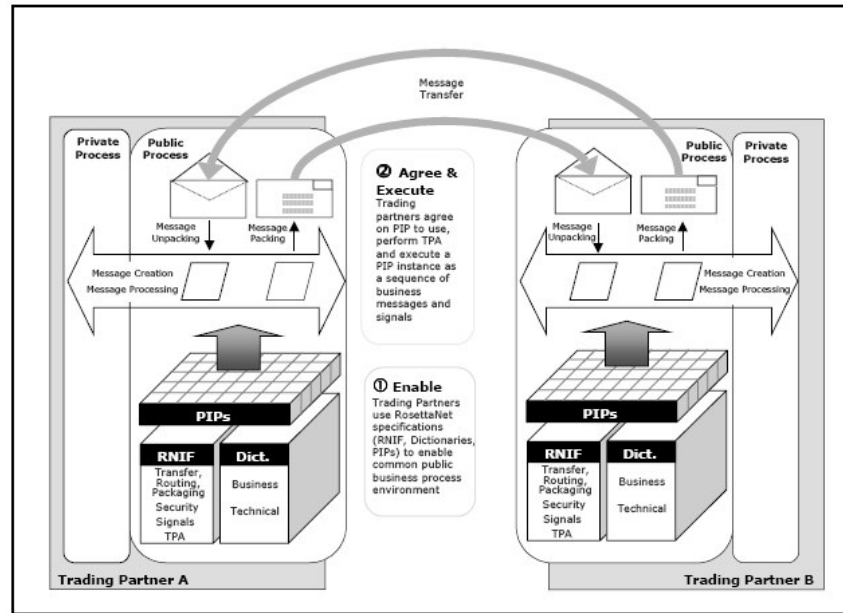 Message
Transfer
Private
Process
Public
Process
Message
Unpacking
Message
Packing
Message Creation
Message Processing
PIPs
RNIF
Transfer,
Routing,
Packaging
Security
Signals
TPA
Dict.
Business
Technical
Trading Partner A
② Agree &
Execute
Trading
partners agree
on PIP to use,
perform TPA
and execute a
PIP instance as
a sequence of
business
messages and
signals
① Enable
Trading Partners
use RosettaNet
specifications
(RNIF, Dictionaries,
PIPs) to enable
common public
business process
environment
Public
Process
Private
Process
Message
Unpacking
Message
Packing
Message Creation
Message Processing
PIPs
RNIF
Transfer,
Routing,
Packaging
Security
Signals
TPA
Dict.
Business
Technical
Trading Partner B